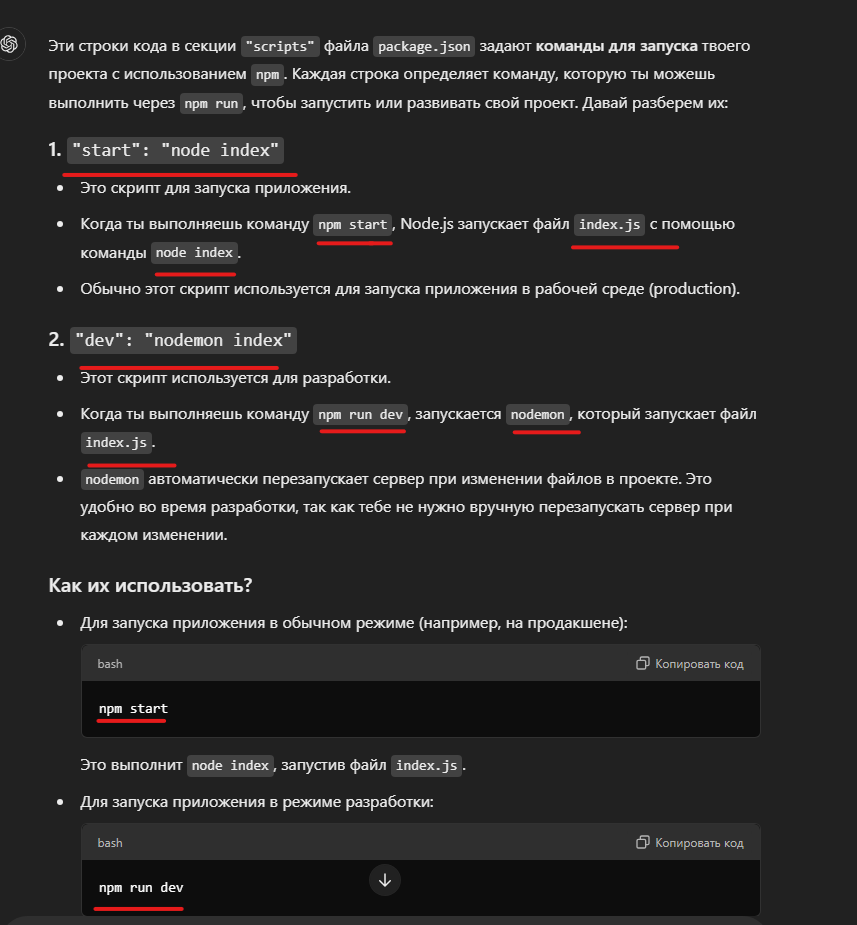 Эти строки кода в секции "scripts" файла package.json задают команды для запуска твоего
проекта с использованием npm. Каждая строка определяет команду, которую ты можешь
выполнить через npm run, чтобы запустить или развивать свой проект. Давай разберем их:
1. "start": "node index"
• Это скрипт для запуска приложения.
• Когда ты выполняешь команду npm start, Node.js запускает файл index.js с помощью
команды node index.
• Обычно этот скрипт используется для запуска приложения в рабочей среде (production).
2. "dev": "nodemon index"
• Этот скрипт используется для разработки.
• Когда ты выполняешь команду npm run dev, запускается nodemon, который запускает файл
index.js.
• nodemon автоматически перезапускает сервер при изменении файлов в проекте. Это
удобно во время разработки, так как тебе не нужно вручную перезапускать сервер при
каждом изменении.
Как их использовать?
• Для запуска приложения в обычном режиме (например, на продакшене):
bash Копировать код
npm start
Это выполнит node index, запустив файл index.js.
• Для запуска приложения в режиме разработки:
bash Копировать код
npm run dev